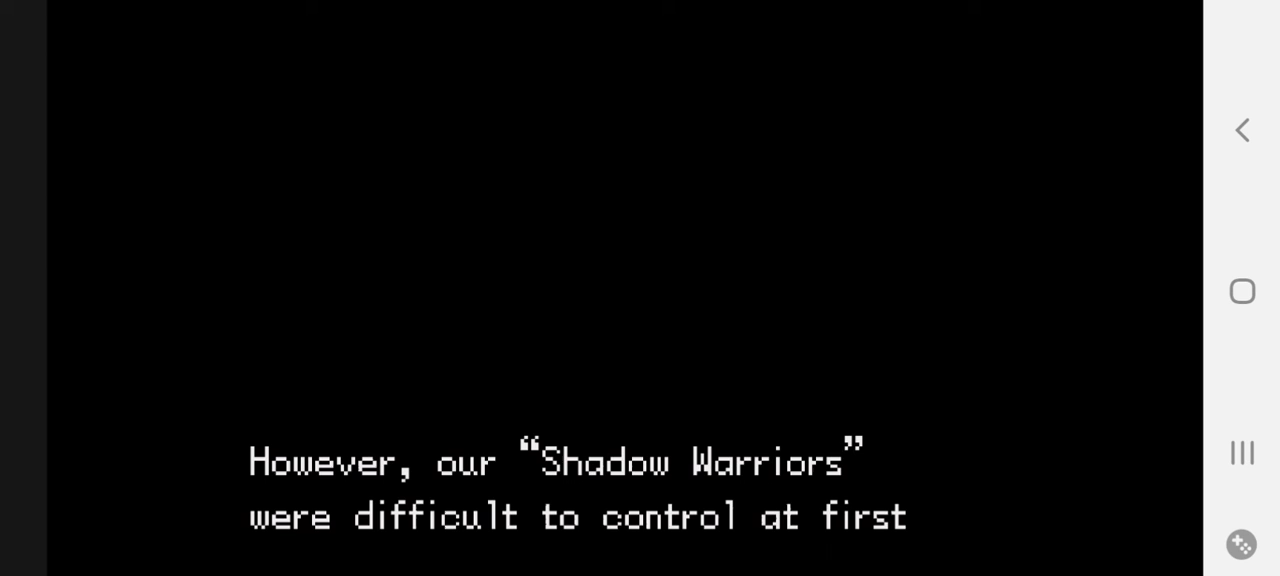 However, our “Shadow Warriors”
were difficult to control at first